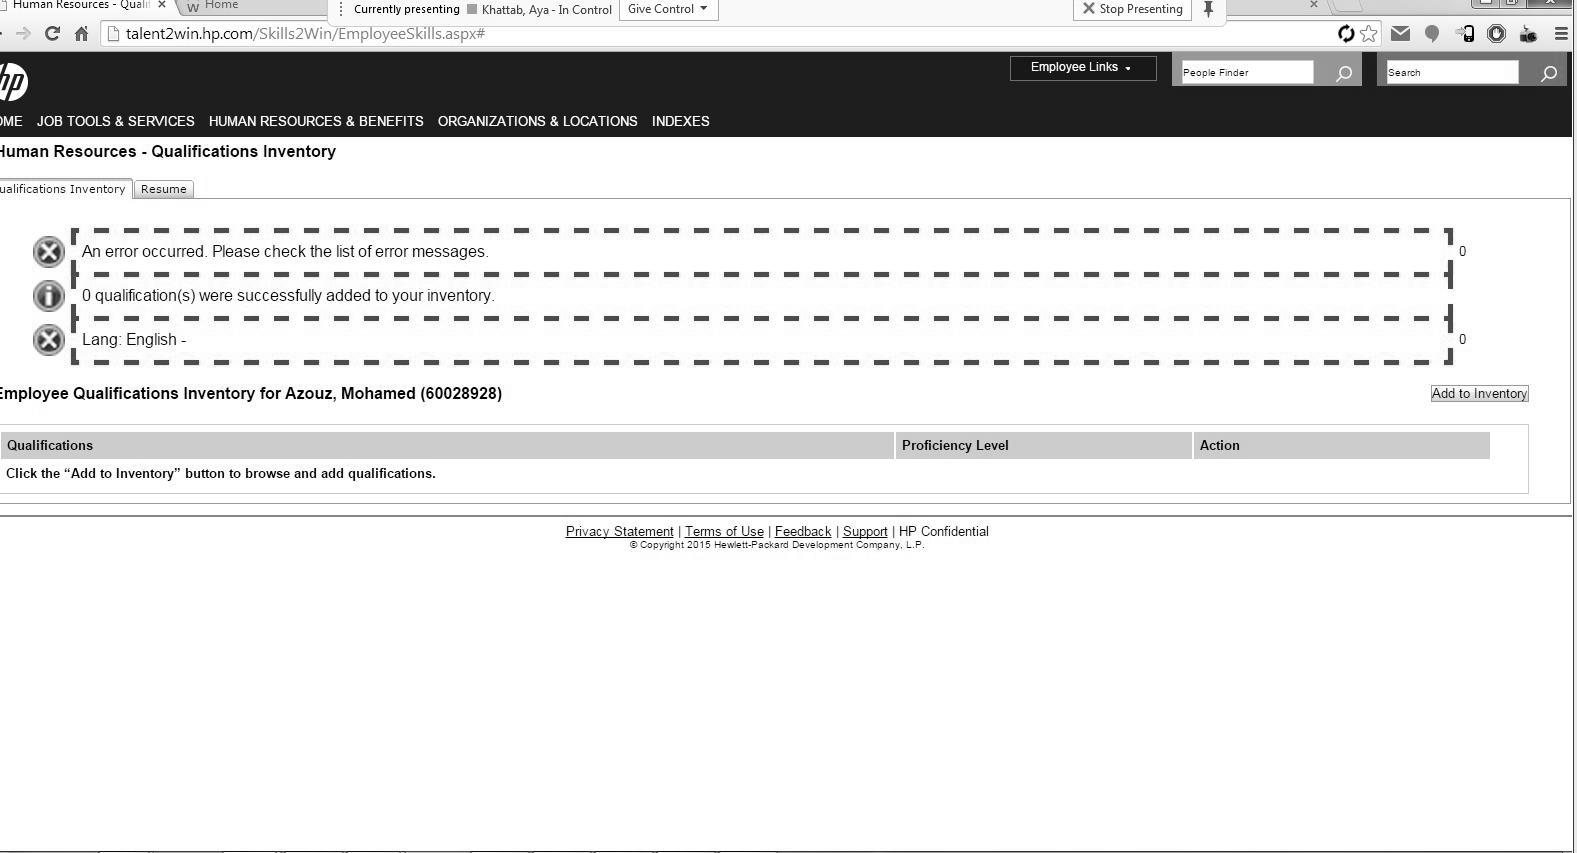 Human Resources - Quali
Home
Currently presenting Khattab, Aya - In Control Give Control
Stop Presenting
talent2win.hp.com/Skills2Win/EmployeeSkills.aspx#
hp
Employee Links
People Finder
Search
OME JOB TOOLS & SERVICES HUMAN RESOURCES & BENEFITS ORGANIZATIONS & LOCATIONS INDEXES
Human Resources - Qualifications Inventory
ualifications Inventory Resume
An error occurred. Please check the list of error messages. 0
0 qualification(s) were successfully added to your inventory.
Lang: English - 0
Employee Qualifications Inventory for Azouz, Mohamed (60028928) Add to Inventory
Qualifications Proficiency Level Action
Click the “Add to Inventory” button to browse and add qualifications.
Privacy Statement | Terms of Use | Feedback | Support | HP Confidential
© Copyright 2015 Hewlett-Packard Development Company, L.P.